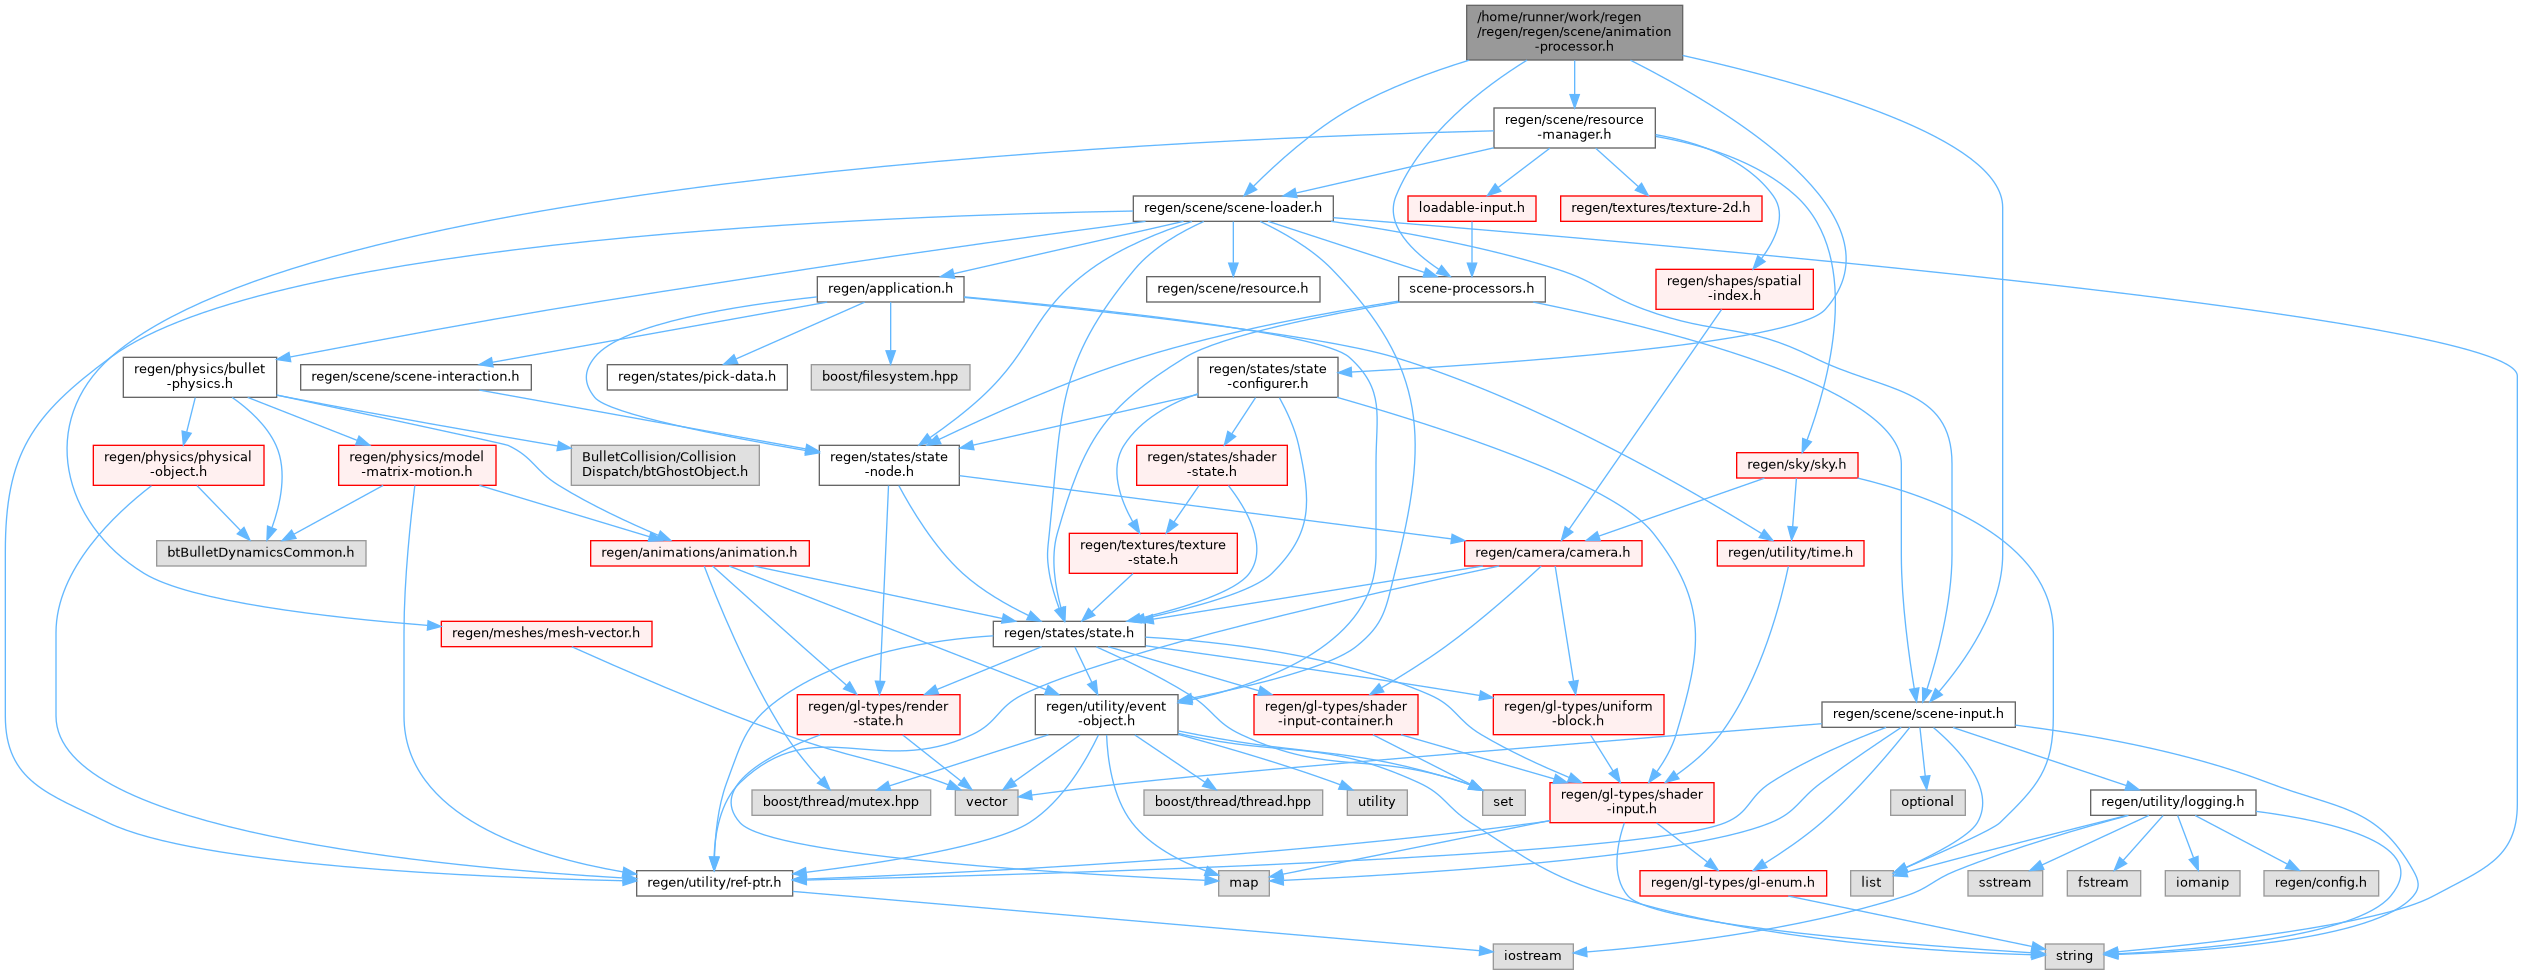 /home/runner/work/regen
/regen/regen/scene/animation
-processor.h
regen/scene/resource
-manager.h
regen/scene/scene-loader.h
loadable-input.h
regen/textures/texture-2d.h
regen/application.h
regen/scene/resource.h
scene-processors.h
regen/shapes/spatial
-index.h
regen/physics/bullet
-physics.h
regen/scene/scene-interaction.h
regen/states/pick-data.h
boost/filesystem.hpp
regen/states/state
-configurer.h
regen/physics/physical
-object.h
regen/physics/model
-matrix-motion.h
BulletCollision/Collision
Dispatch/btGhostObject.h
regen/states/state
-node.h
regen/states/shader
-state.h
regen/sky/sky.h
btBulletDynamicsCommon.h
regen/animations/animation.h
regen/textures/texture
-state.h
regen/camera/camera.h
regen/utility/time.h
regen/meshes/mesh-vector.h
regen/states/state.h
regen/gl-types/render
-state.h
regen/utility/event
-object.h
regen/gl-types/shader
-input-container.h
regen/gl-types/uniform
-block.h
regen/scene/scene-input.h
boost/thread/mutex.hpp
vector
boost/thread/thread.hpp
utility
set
regen/gl-types/shader
-input.h
optional
regen/utility/logging.h
regen/utility/ref-ptr.h
map
regen/gl-types/gl-enum.h
list
sstream
fstream
iomanip
regen/config.h
iostream
string